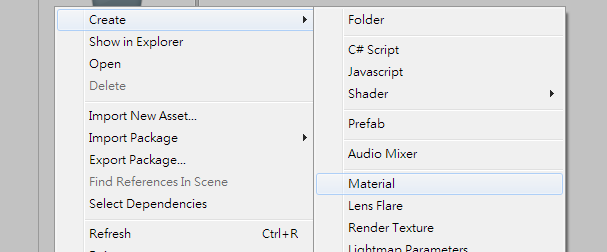 Create
Show in Explorer
Open
Delete
Import New Asset...
Import Package
Export Package...
Find References In Scene
Select Dependencies
Refresh Ctrl+R
Folder
C# Script
Javascript
Shader
Prefab
Audio Mixer
Material
Lens Flare
Render Texture
Lightmap Parameters